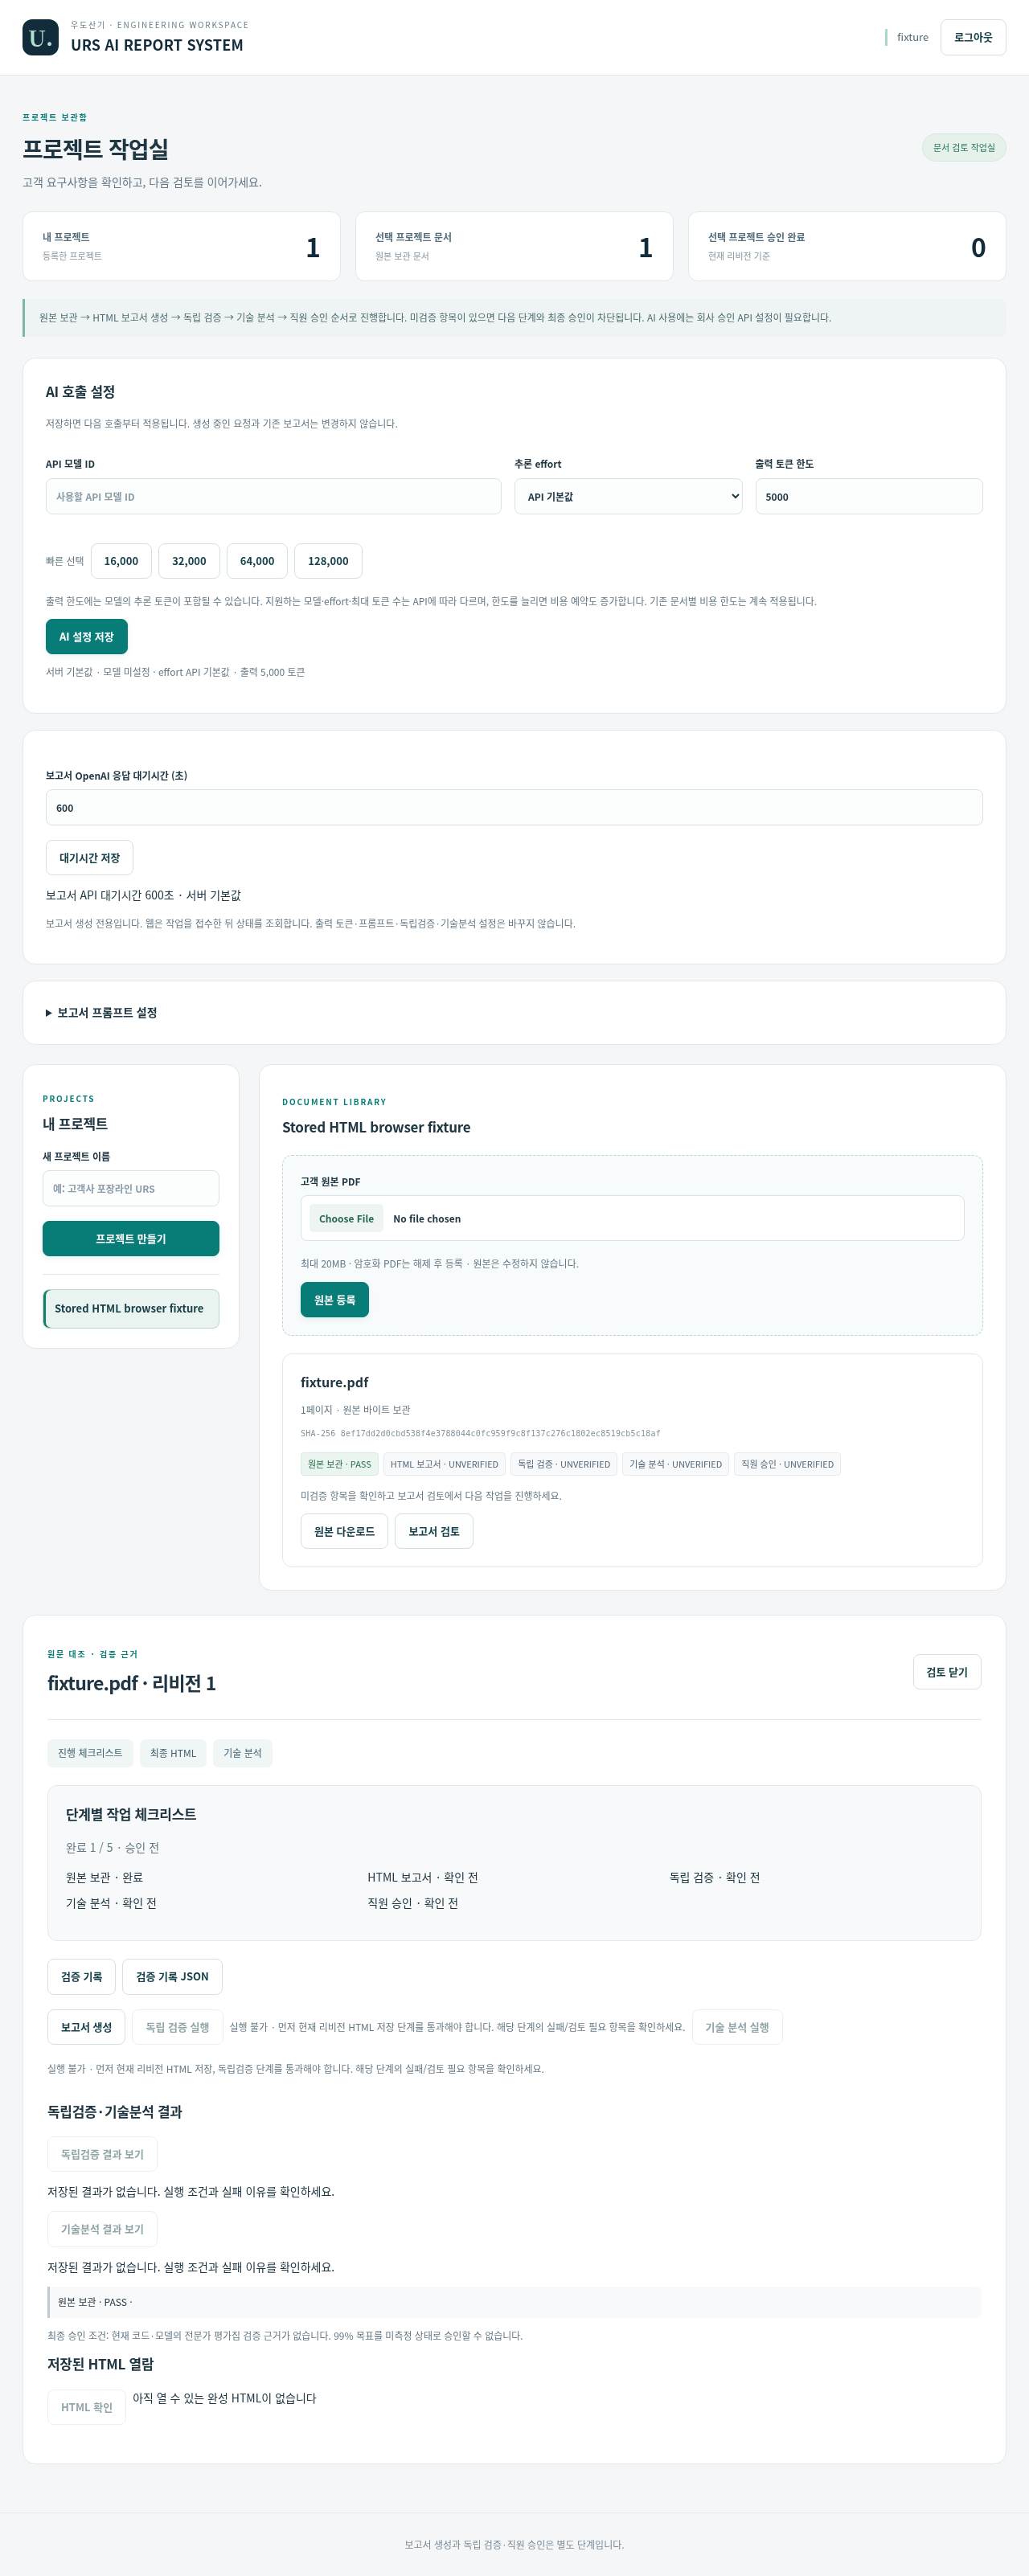 U.
우도산기 · ENGINEERING WORKSPACE
URS AI REPORT SYSTEM
fixture
로그아웃
프로젝트 보관함
프로젝트 작업실
고객 요구사항을 확인하고, 다음 검토를 이어가세요.
문서 검토 작업실
내 프로젝트
등록한 프로젝트
1
선택 프로젝트 문서
원본 보관 문서
1
선택 프로젝트 승인 완료
현재 리비전 기준
0
원본 보관 → HTML 보고서 생성 → 독립 검증 → 기술 분석 → 직원 승인 순서로 진행합니다. 미검증 항목이 있으면 다음 단계와 최종 승인이 차단됩니다. AI 사용에는 회사 승인 API 설정이 필요합니다.
AI 호출 설정
저장하면 다음 호출부터 적용됩니다. 생성 중인 요청과 기존 보고서는 변경하지 않습니다.
API 모델 ID
추론 effort
출력 토큰 한도
사용할 API 모델 ID
API 기본값
5000
빠른 선택
16,000
32,000
64,000
128,000
출력 한도에는 모델의 추론 토큰이 포함될 수 있습니다. 지원하는 모델·effort·최대 토큰 수는 API에 따라 다르며, 한도를 늘리면 비용 예약도 증가합니다. 기존 문서별 비용 한도는 계속 적용됩니다.
AI 설정 저장
서버 기본값 · 모델 미설정 · effort API 기본값 · 출력 5,000 토큰
보고서 OpenAI 응답 대기시간 (초)
600
대기시간 저장
보고서 API 대기시간 600초 · 서버 기본값
보고서 생성 전용입니다. 웹은 작업을 접수한 뒤 상태를 조회합니다. 출력 토큰·프롬프트·독립검증·기술분석 설정은 바꾸지 않습니다.
▶ 보고서 프롬프트 설정
PROJECTS
내 프로젝트
새 프로젝트 이름
예: 고객사 포장라인 URS
프로젝트 만들기
Stored HTML browser fixture
DOCUMENT LIBRARY
Stored HTML browser fixture
고객 원본 PDF
Choose File
No file chosen
최대 20MB · 암호화 PDF는 해제 후 등록 · 원본은 수정하지 않습니다.
원본 등록
fixture.pdf
1페이지 · 원본 바이트 보관
SHA-256 8ef17dd2d0cbd538f4e3788044c0fc959f9c8f137c276c1802ec8519cb5c18af
원본 보관 · PASS
HTML 보고서 · UNVERIFIED
독립 검증 · UNVERIFIED
기술 분석 · UNVERIFIED
직원 승인 · UNVERIFIED
미검증 항목을 확인하고 보고서 검토에서 다음 작업을 진행하세요.
원본 다운로드
보고서 검토
원문 대조 · 검증 근거
fixture.pdf · 리비전 1
검토 닫기
진행 체크리스트
최종 HTML
기술 분석
단계별 작업 체크리스트
완료 1 / 5 · 승인 전
원본 보관 · 완료
HTML 보고서 · 확인 전
독립 검증 · 확인 전
기술 분석 · 확인 전
직원 승인 · 확인 전
검증 기록
검증 기록 JSON
보고서 생성
독립 검증 실행
실행 불가 · 먼저 현재 리비전 HTML 저장 단계를 통과해야 합니다. 해당 단계의 실패/검토 필요 항목을 확인하세요.
기술 분석 실행
실행 불가 · 먼저 현재 리비전 HTML 저장, 독립검증 단계를 통과해야 합니다. 해당 단계의 실패/검토 필요 항목을 확인하세요.
독립검증·기술분석 결과
독립검증 결과 보기
저장된 결과가 없습니다. 실행 조건과 실패 이유를 확인하세요.
기술분석 결과 보기
저장된 결과가 없습니다. 실행 조건과 실패 이유를 확인하세요.
원본 보관 · PASS ·
최종 승인 조건: 현재 코드·모델의 전문가 평가집 검증 근거가 없습니다. 99% 목표를 미측정 상태로 승인할 수 없습니다.
저장된 HTML 열람
HTML 확인
아직 열 수 있는 완성 HTML이 없습니다
보고서 생성과 독립 검증·직원 승인은 별도 단계입니다.